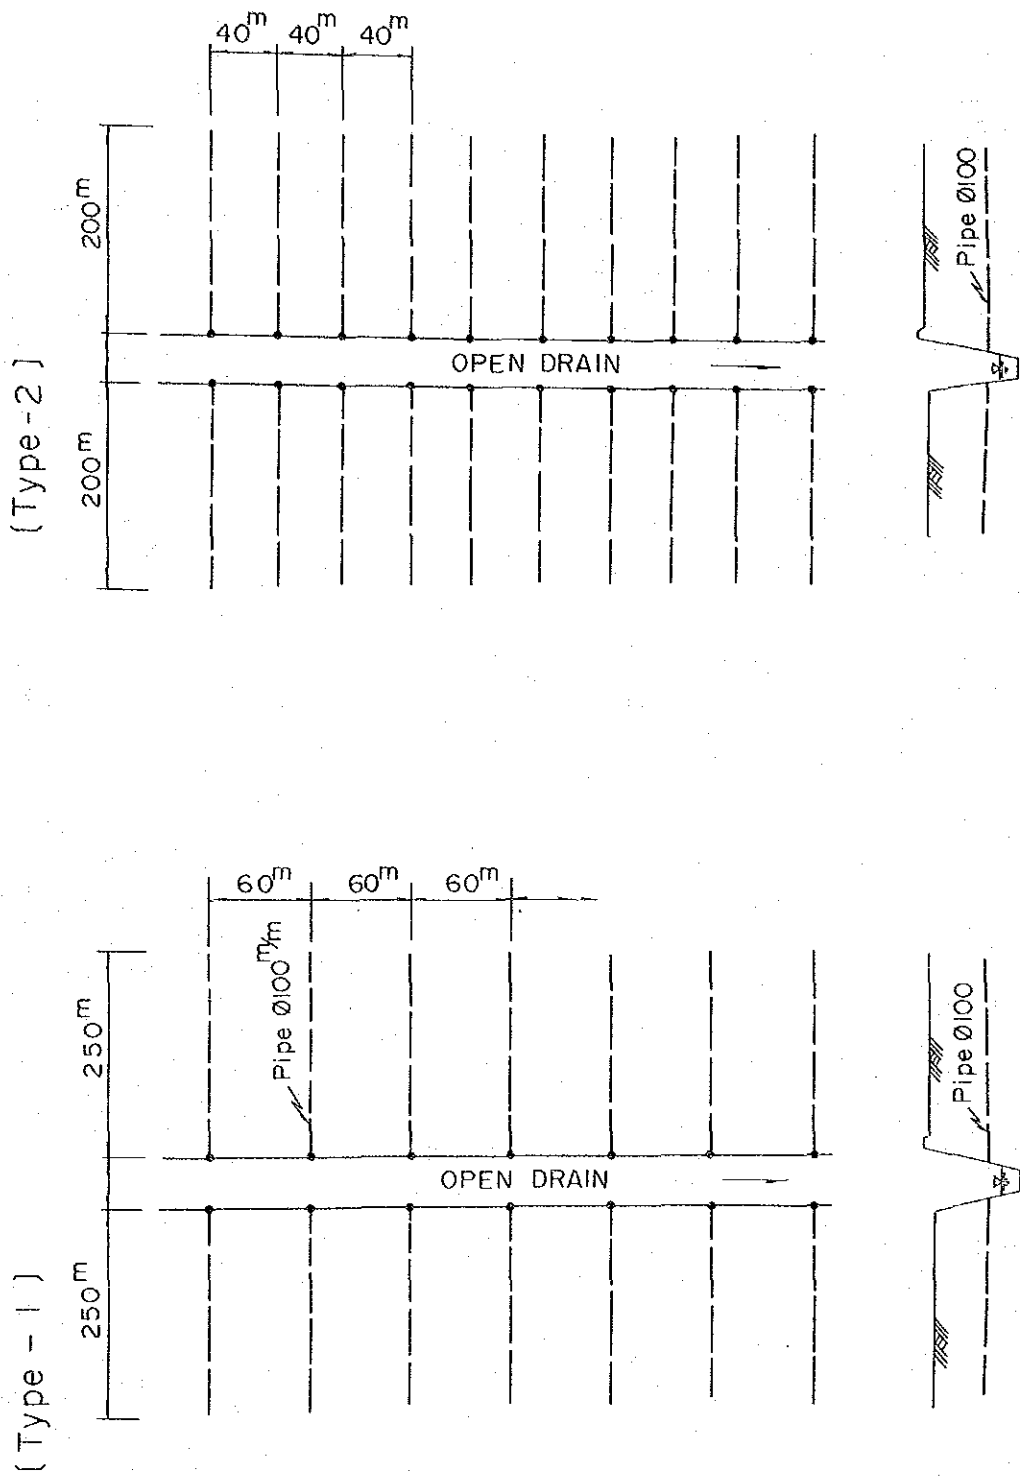 [Type-2]
40m
40m
40m
200m
200m
OPEN DRAIN
Pipe Ø100
[Type-1]
60m
60m
60m
250m
250m
Pipe Ø100m/m
OPEN DRAIN
Pipe Ø100